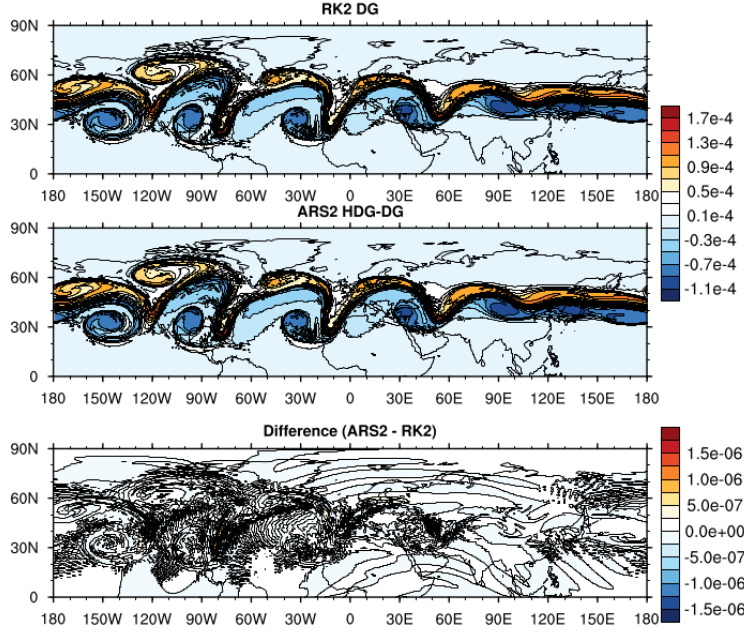 RK2 DG
90N
60N
30N
0
180 150W 120W 90W 60W 30W 0 30E 60E 90E 120E 150E 180
ARS2 HDG-DG
90N
60N
30N
0
180 150W 120W 90W 60W 30W 0 30E 60E 90E 120E 150E 180
1.7e-4
1.3e-4
0.9e-4
0.5e-4
0.1e-4
-0.3e-4
-0.7e-4
-1.1e-4
Difference (ARS2 - RK2)
90N
60N
30N
0
180 150W 120W 90W 60W 30W 0 30E 60E 90E 120E 150E 180
1.5e-06
1.0e-06
5.0e-07
0.0e+00
-5.0e-07
-1.0e-06
-1.5e-06